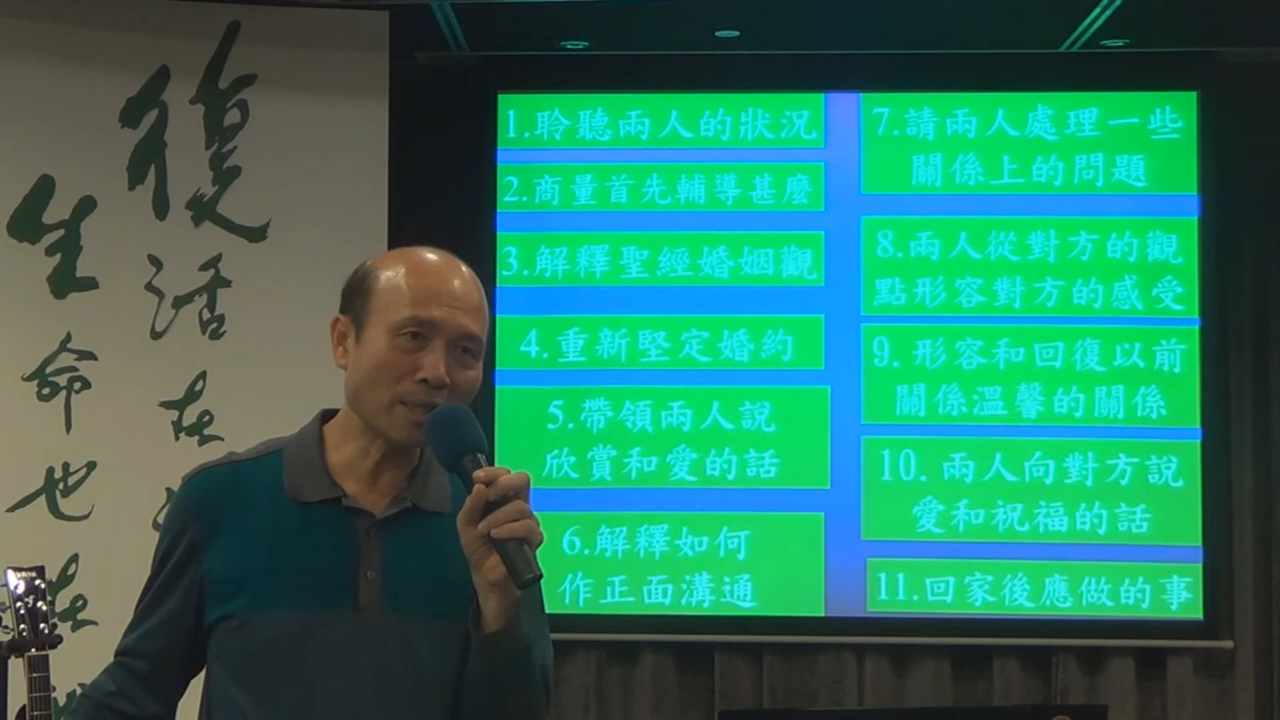 復活在
生命也在
1.聆聽兩人的狀況
2.商量首先輔導甚麼
3.解釋聖經婚姻觀
4.重新堅定婚約
5.帶領兩人說
欣賞和愛的話
6.解釋如何
作正面溝通
7.請兩人處理一些
關係上的問題
8.兩人從對方的觀
點形容對方的感受
9.形容和回復以前
關係溫馨的關係
10.兩人向對方說
愛和祝福的話
11.回家後應做的事